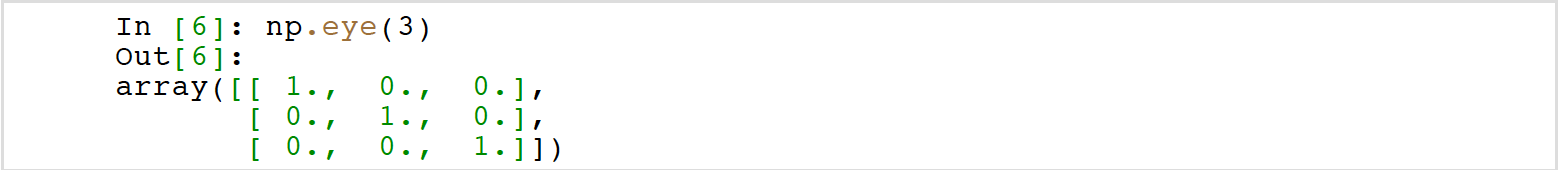 In [6]: np.eye(3)
Out[6]:
array([[ 1.,  0.,  0.],
       [ 0.,  1.,  0.],
       [ 0.,  0.,  1.]])